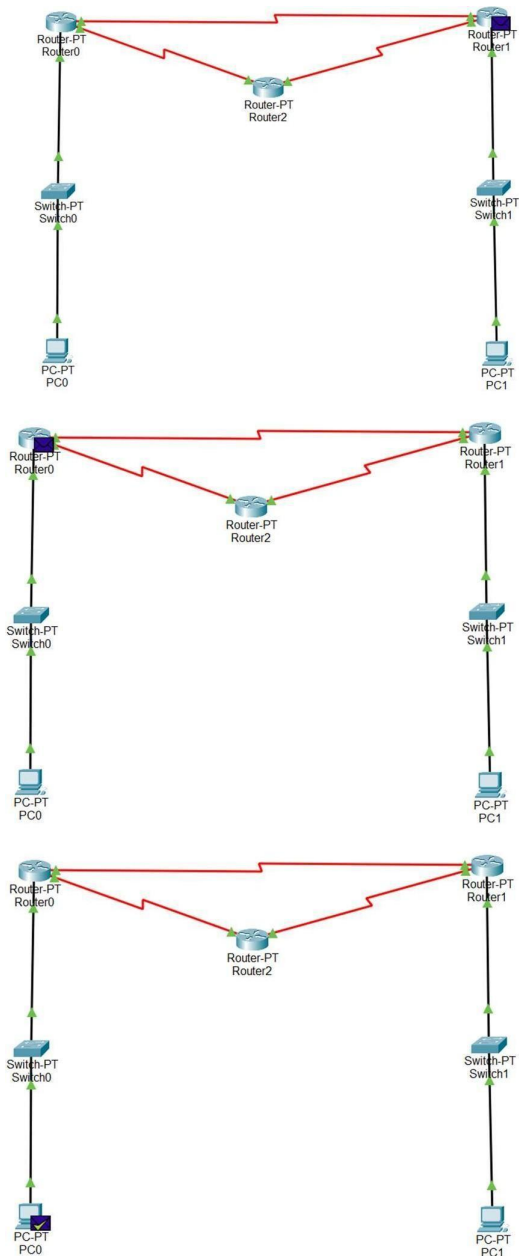 Router-PT
Router0
Router-PT
Router1
Router-PT
Router2
Switch-PT
Switch0
Switch-PT
Switch1
PC-PT
PC0
PC-PT
PC1
Router-PT
Router0
Router-PT
Router1
Router-PT
Router2
Switch-PT
Switch0
Switch-PT
Switch1
PC-PT
PC0
PC-PT
PC1
Router-PT
Router0
Router-PT
Router1
Router-PT
Router2
Switch-PT
Switch0
Switch-PT
Switch1
PC-PT
PC0
PC-PT
PC1